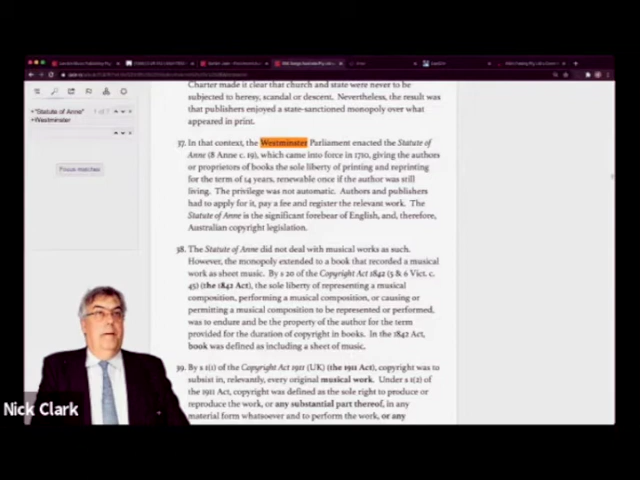 Charter made it clear that church and state were never to be
subjected to heresy, scandal or descent. Nevertheless, the result was
that publishers enjoyed a state-sanctioned monopoly over what
appeared in print.
37. In that context, the Westminster Parliament enacted the Statute of
Anne (8 Anne c. 19), which came into force in 1710, giving the authors
or proprietors of books the sole liberty of printing and reprinting
for the term of 14 years, renewable once if the author was still
living. The privilege was not automatic. Authors and publishers
had to apply for it, pay a fee and register the relevant work. The
Statute of Anne is the significant forebear of English, and, therefore,
Australian copyright legislation.
38. The Statute of Anne did not deal with musical works as such.
However, the monopoly extended to a book that recorded a musical
work as sheet music. By s 20 of the Copyright Act 1842 (5 & 6 Vict. c.
45) (the 1842 Act), the sole liberty of representing a musical
composition, performing a musical composition, or causing or
permitting a musical composition to be represented or performed,
was to endure and be the property of the author for the term
provided for the duration of copyright in books. In the 1842 Act,
book was defined as including a sheet of music.
39. By s 1(1) of the Copyright Act 1911 (UK) (the 1911 Act), copyright was to
subsist in, relevantly, every original musical work. Under s 1(2) of
the 1911 Act, copyright was defined as the sole right to produce or
reproduce the work, or any substantial part thereof, in any
material form whatsoever and to perform the work, or any
"Statute of Anne"
Westminster
Focus matches
Nick Clark